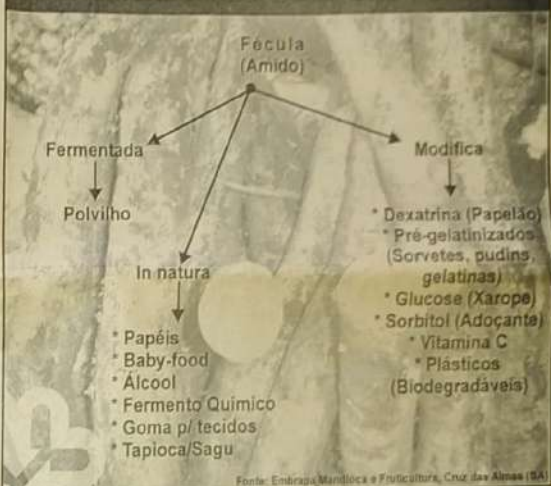 Fécula
(Amido)
Fermentada
Polvilho
In natura
* Papéis
* Baby-food
* Álcool
* Fermento Químico
* Goma p/ tecidos
* Tapioca/Sagu
Modifica
* Dexatrina (Papelão)
* Pré-gelatinizados
(Sorvetes, pudins,
gelatinas)
* Glucose (Xarope)
* Sorbitol (Adoçante)
* Vitamina C
* Plásticos
(Biodegradáveis)
Fonte: Embrapa Mandioca e Fruticultura, Cruz das Almas (BA)